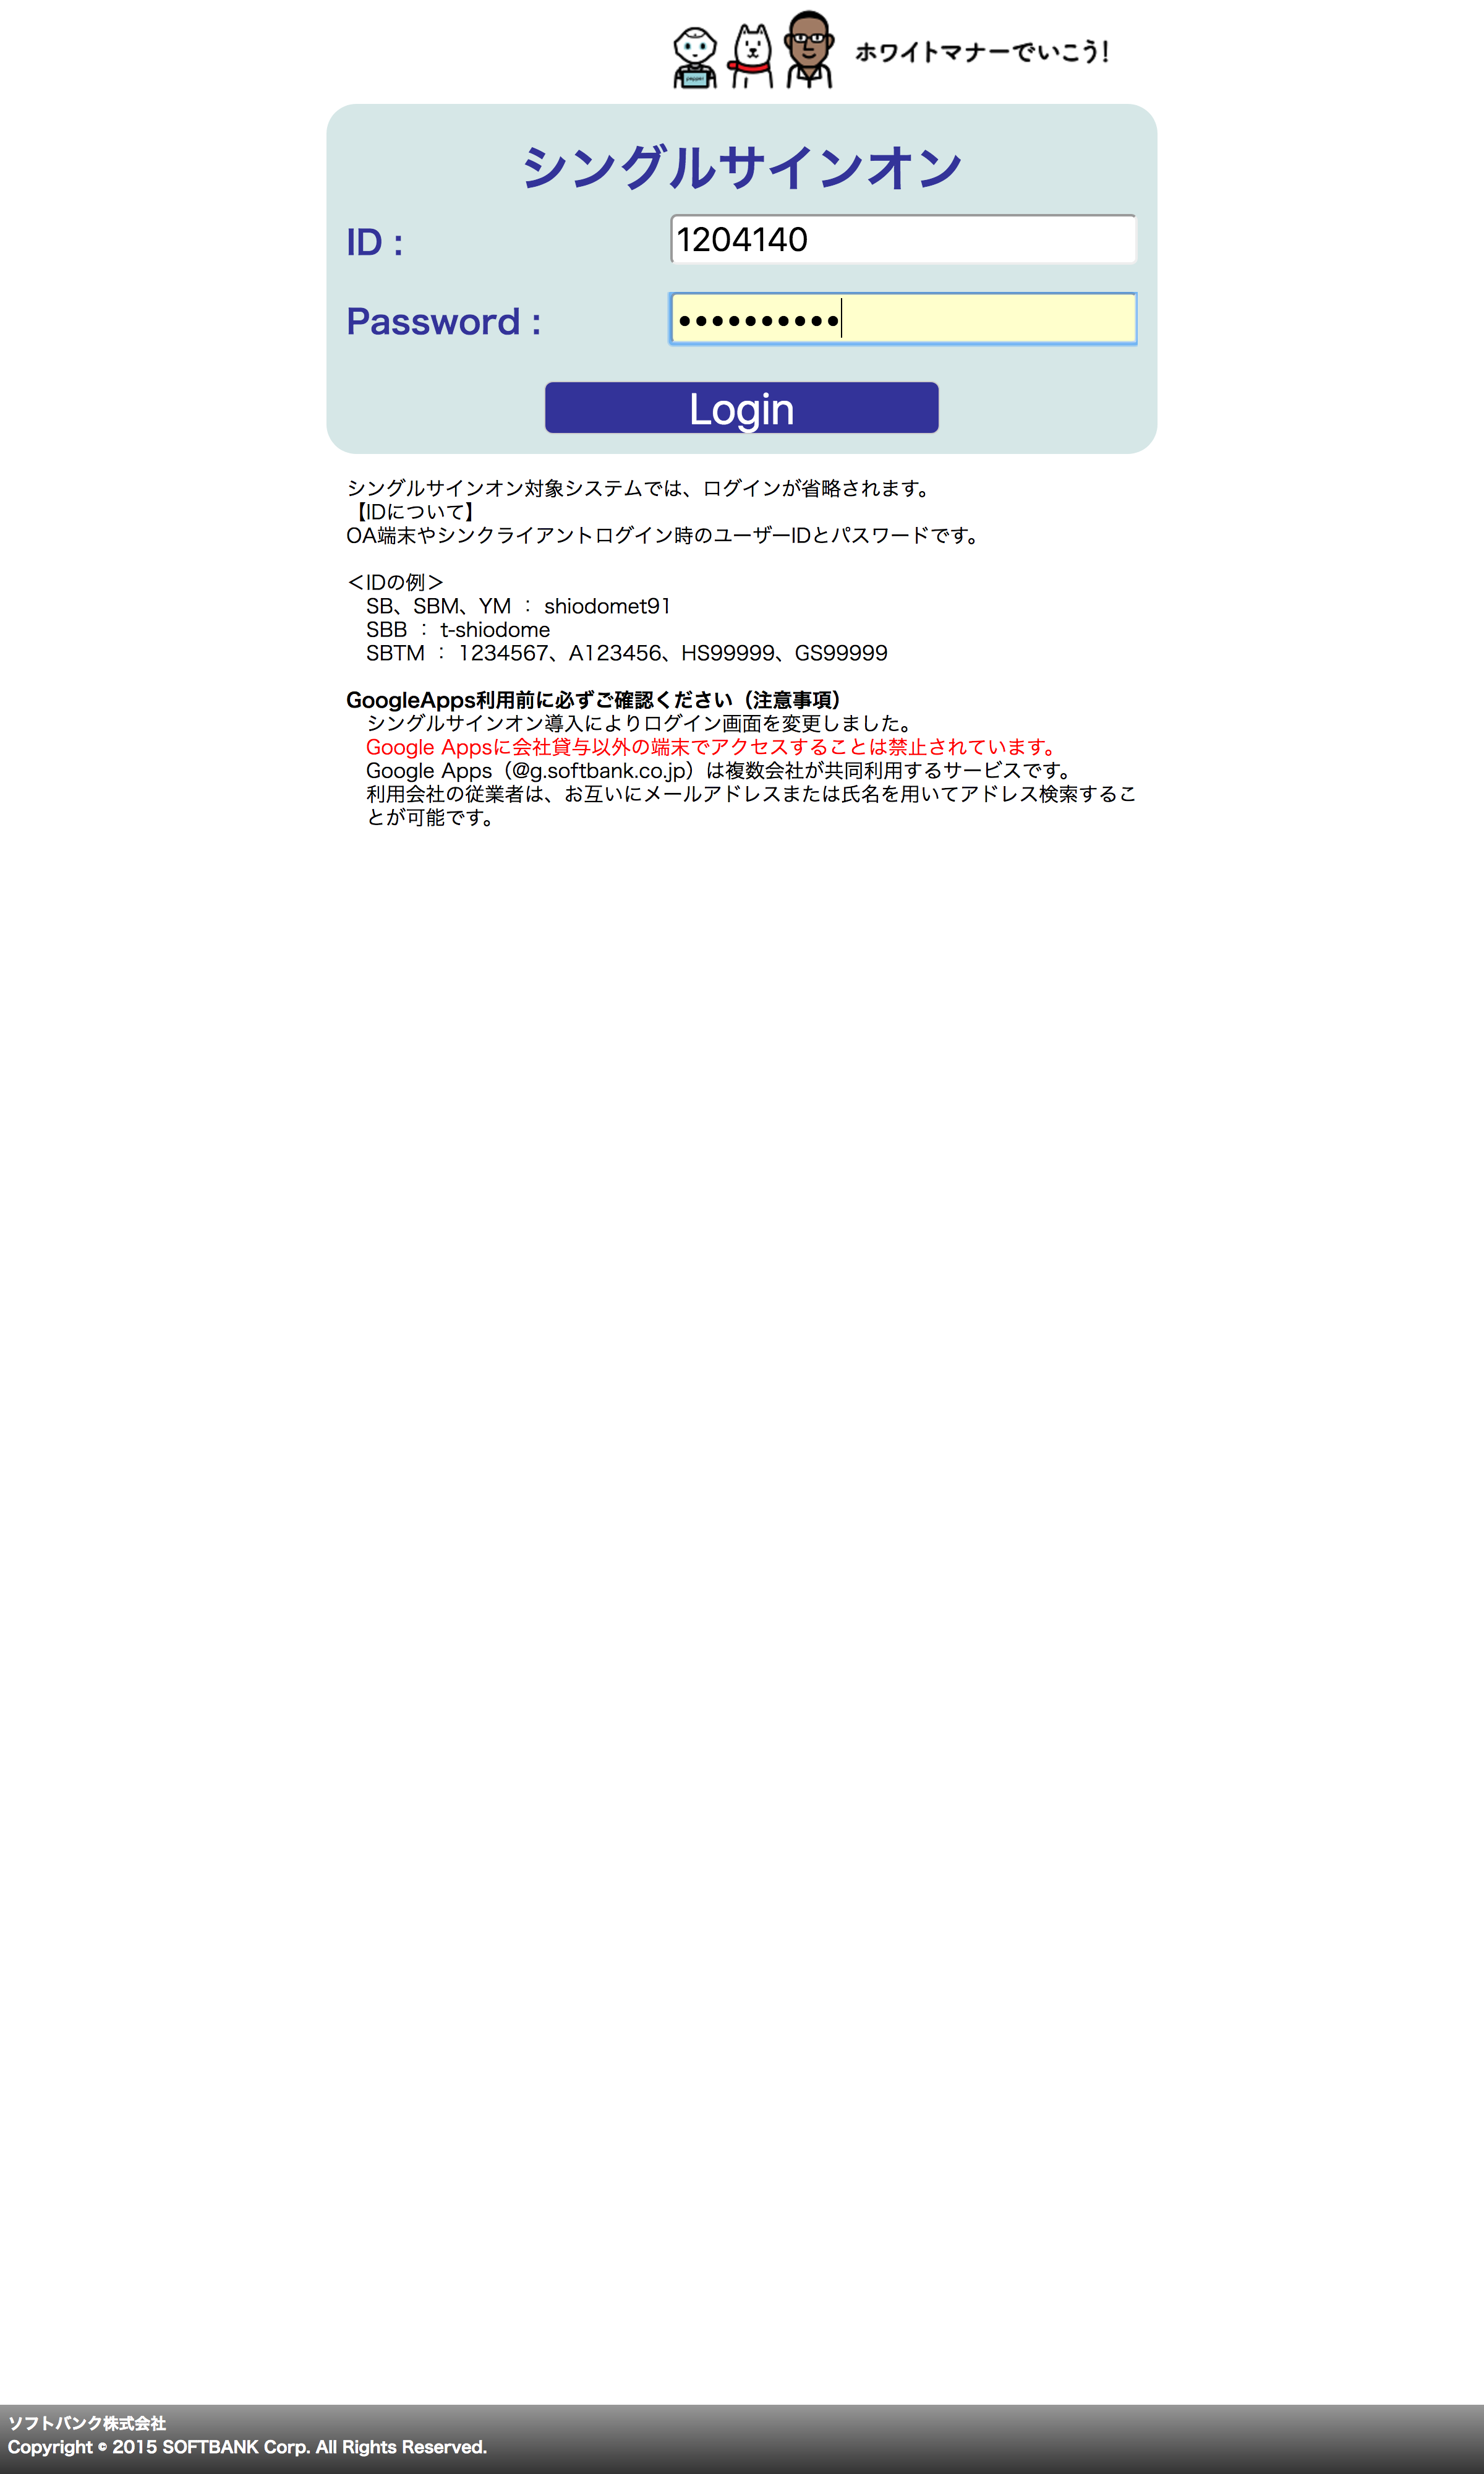 pepper
ホワイトマナーでいこう!
シングルサインオン
ID :
1204140
Password :
••••••••••
Login
シングルサインオン対象システムでは、ログインが省略されます。
【IDについて】
OA端末やシンクライアントログイン時のユーザーIDとパスワードです。
＜IDの例＞
SB、SBM、YM ： shiodomet91
SBB ： t-shiodome
SBTM ： 1234567、A123456、HS99999、GS99999
GoogleApps利用前に必ずご確認ください（注意事項）
シングルサインオン導入によりログイン画面を変更しました。
Google Appsに会社貸与以外の端末でアクセスすることは禁止されています。
Google Apps（@g.softbank.co.jp）は複数会社が共同利用するサービスです。
利用会社の従業者は、お互いにメールアドレスまたは氏名を用いてアドレス検索するこ
とが可能です。
ソフトバンク株式会社
Copyright © 2015 SOFTBANK Corp. All Rights Reserved.